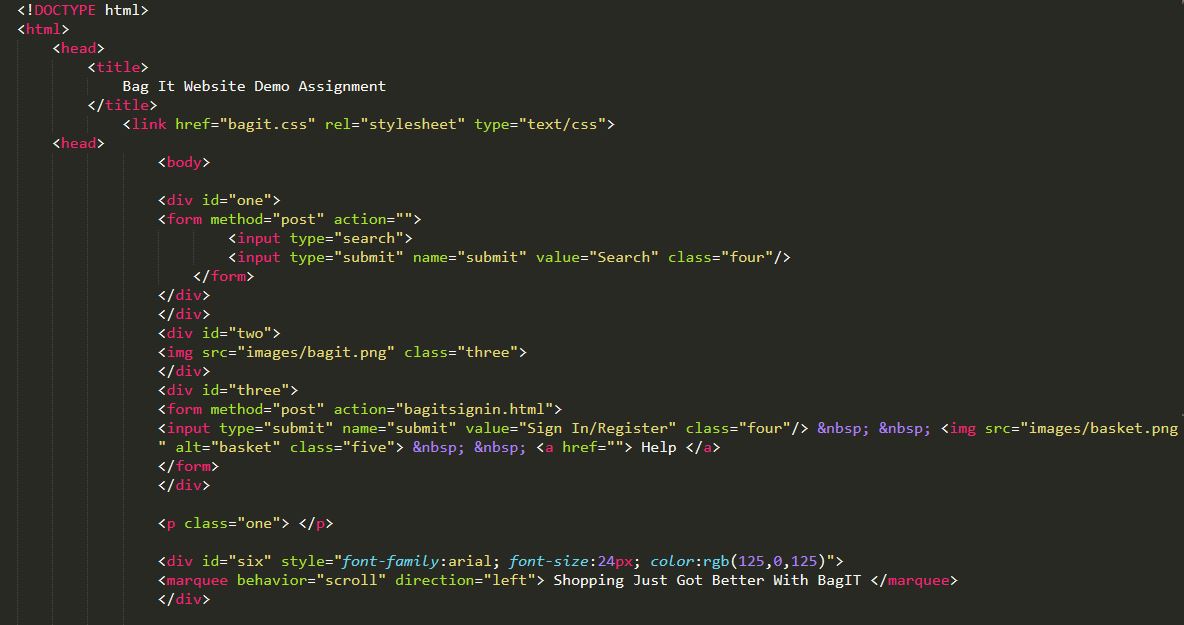 <!DOCTYPE html>
<html>
<head>
<title>
Bag It Website Demo Assignment
</title>
<link href="bagit.css" rel="stylesheet" type="text/css">
<head>
<body>
<div id="one">
<form method="post" action="">
<input type="search">
<input type="submit" name="submit" value="Search" class="four"/>
</form>
</div>
</div>
<div id="two">
<img src="images/bagit.png" class="three">
</div>
<div id="three">
<form method="post" action="bagitsignin.html">
<input type="submit" name="submit" value="Sign In/Register" class="four"/> &nbsp; &nbsp; <img src="images/basket.png
" alt="basket" class="five"> &nbsp; &nbsp; <a href=""> Help </a>
</form>
</div>
<p class="one"> </p>
<div id="six" style="font-family:arial; font-size:24px; color:rgb(125,0,125)">
<marquee behavior="scroll" direction="left"> Shopping Just Got Better With BagIT </marquee>
</div>